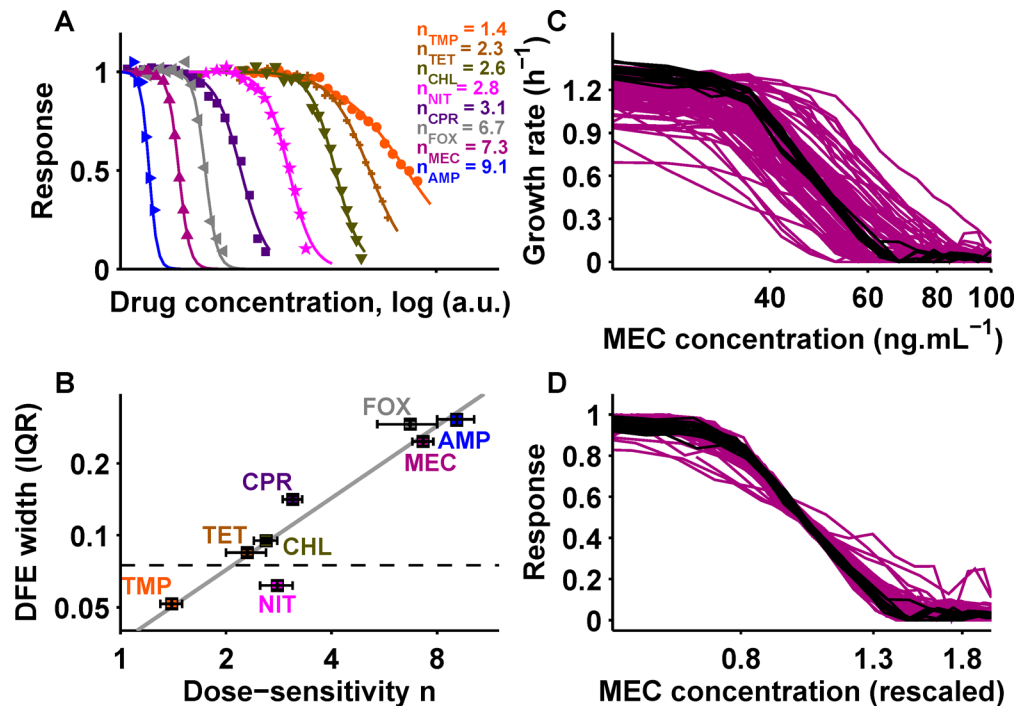 A
n_TMP = 1.4
n_TET = 2.3
n_CHL = 2.6
n_NIT = 2.8
n_CPR = 3.1
n_FOX = 6.7
n_MEC = 7.3
n_AMP = 9.1
1
0.5
0
Response
Drug concentration, log (a.u.)
C
1.2
0.9
0.6
0.3
0
Growth rate (h⁻¹)
40 60 80 100
MEC concentration (ng.mL⁻¹)
B
FOX
AMP
MEC
CPR
TET
CHL
TMP
NIT
0.2
0.1
0.05
DFE width (IQR)
1 2 4 8
Dose−sensitivity n
D
1
0.8
0.6
0.4
0.2
0
Response
0.8 1.3 1.8
MEC concentration (rescaled)